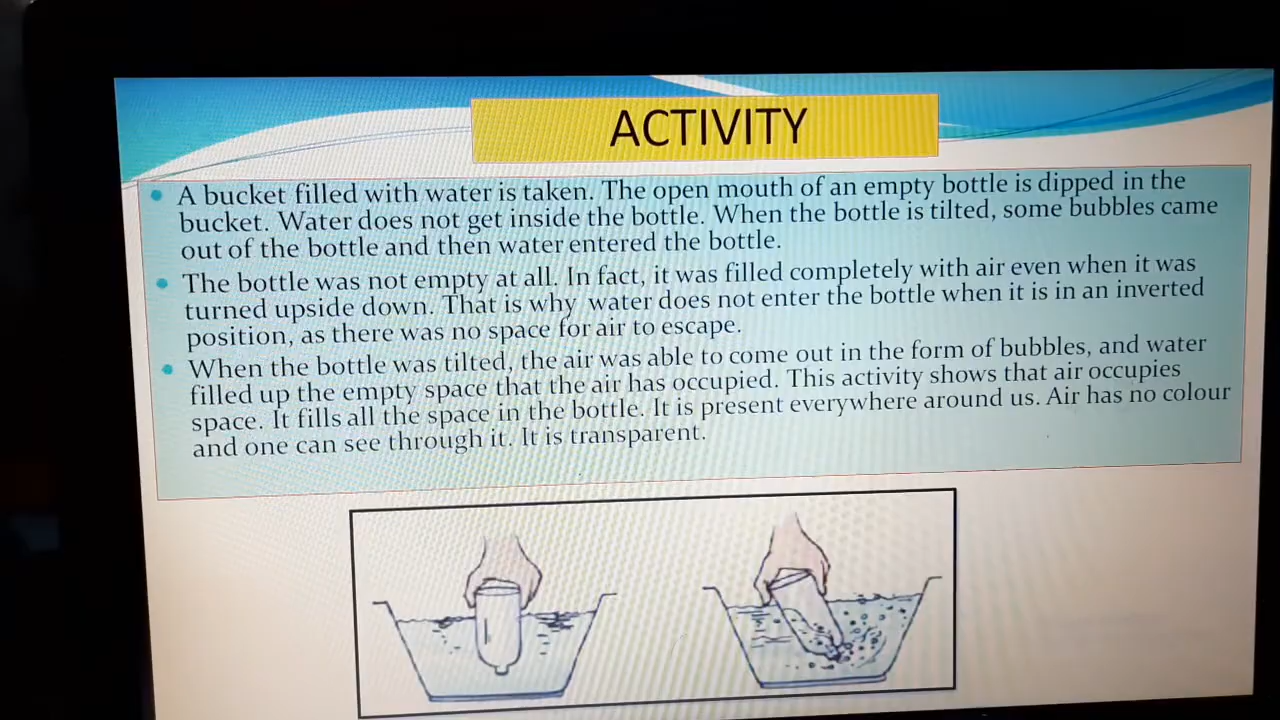 ACTIVITY
A bucket filled with water is taken. The open mouth of an empty bottle is dipped in the
bucket. Water does not get inside the bottle. When the bottle is tilted, some bubbles came
out of the bottle and then water entered the bottle.
The bottle was not empty at all. In fact, it was filled completely with air even when it was
turned upside down. That is why water does not enter the bottle when it is in an inverted
position, as there was no space for air to escape.
When the bottle was tilted, the air was able to come out in the form of bubbles, and water
filled up the empty space that the air has occupied. This activity shows that air occupies
space. It fills all the space in the bottle. It is present everywhere around us. Air has no colour
and one can see through it. It is transparent.